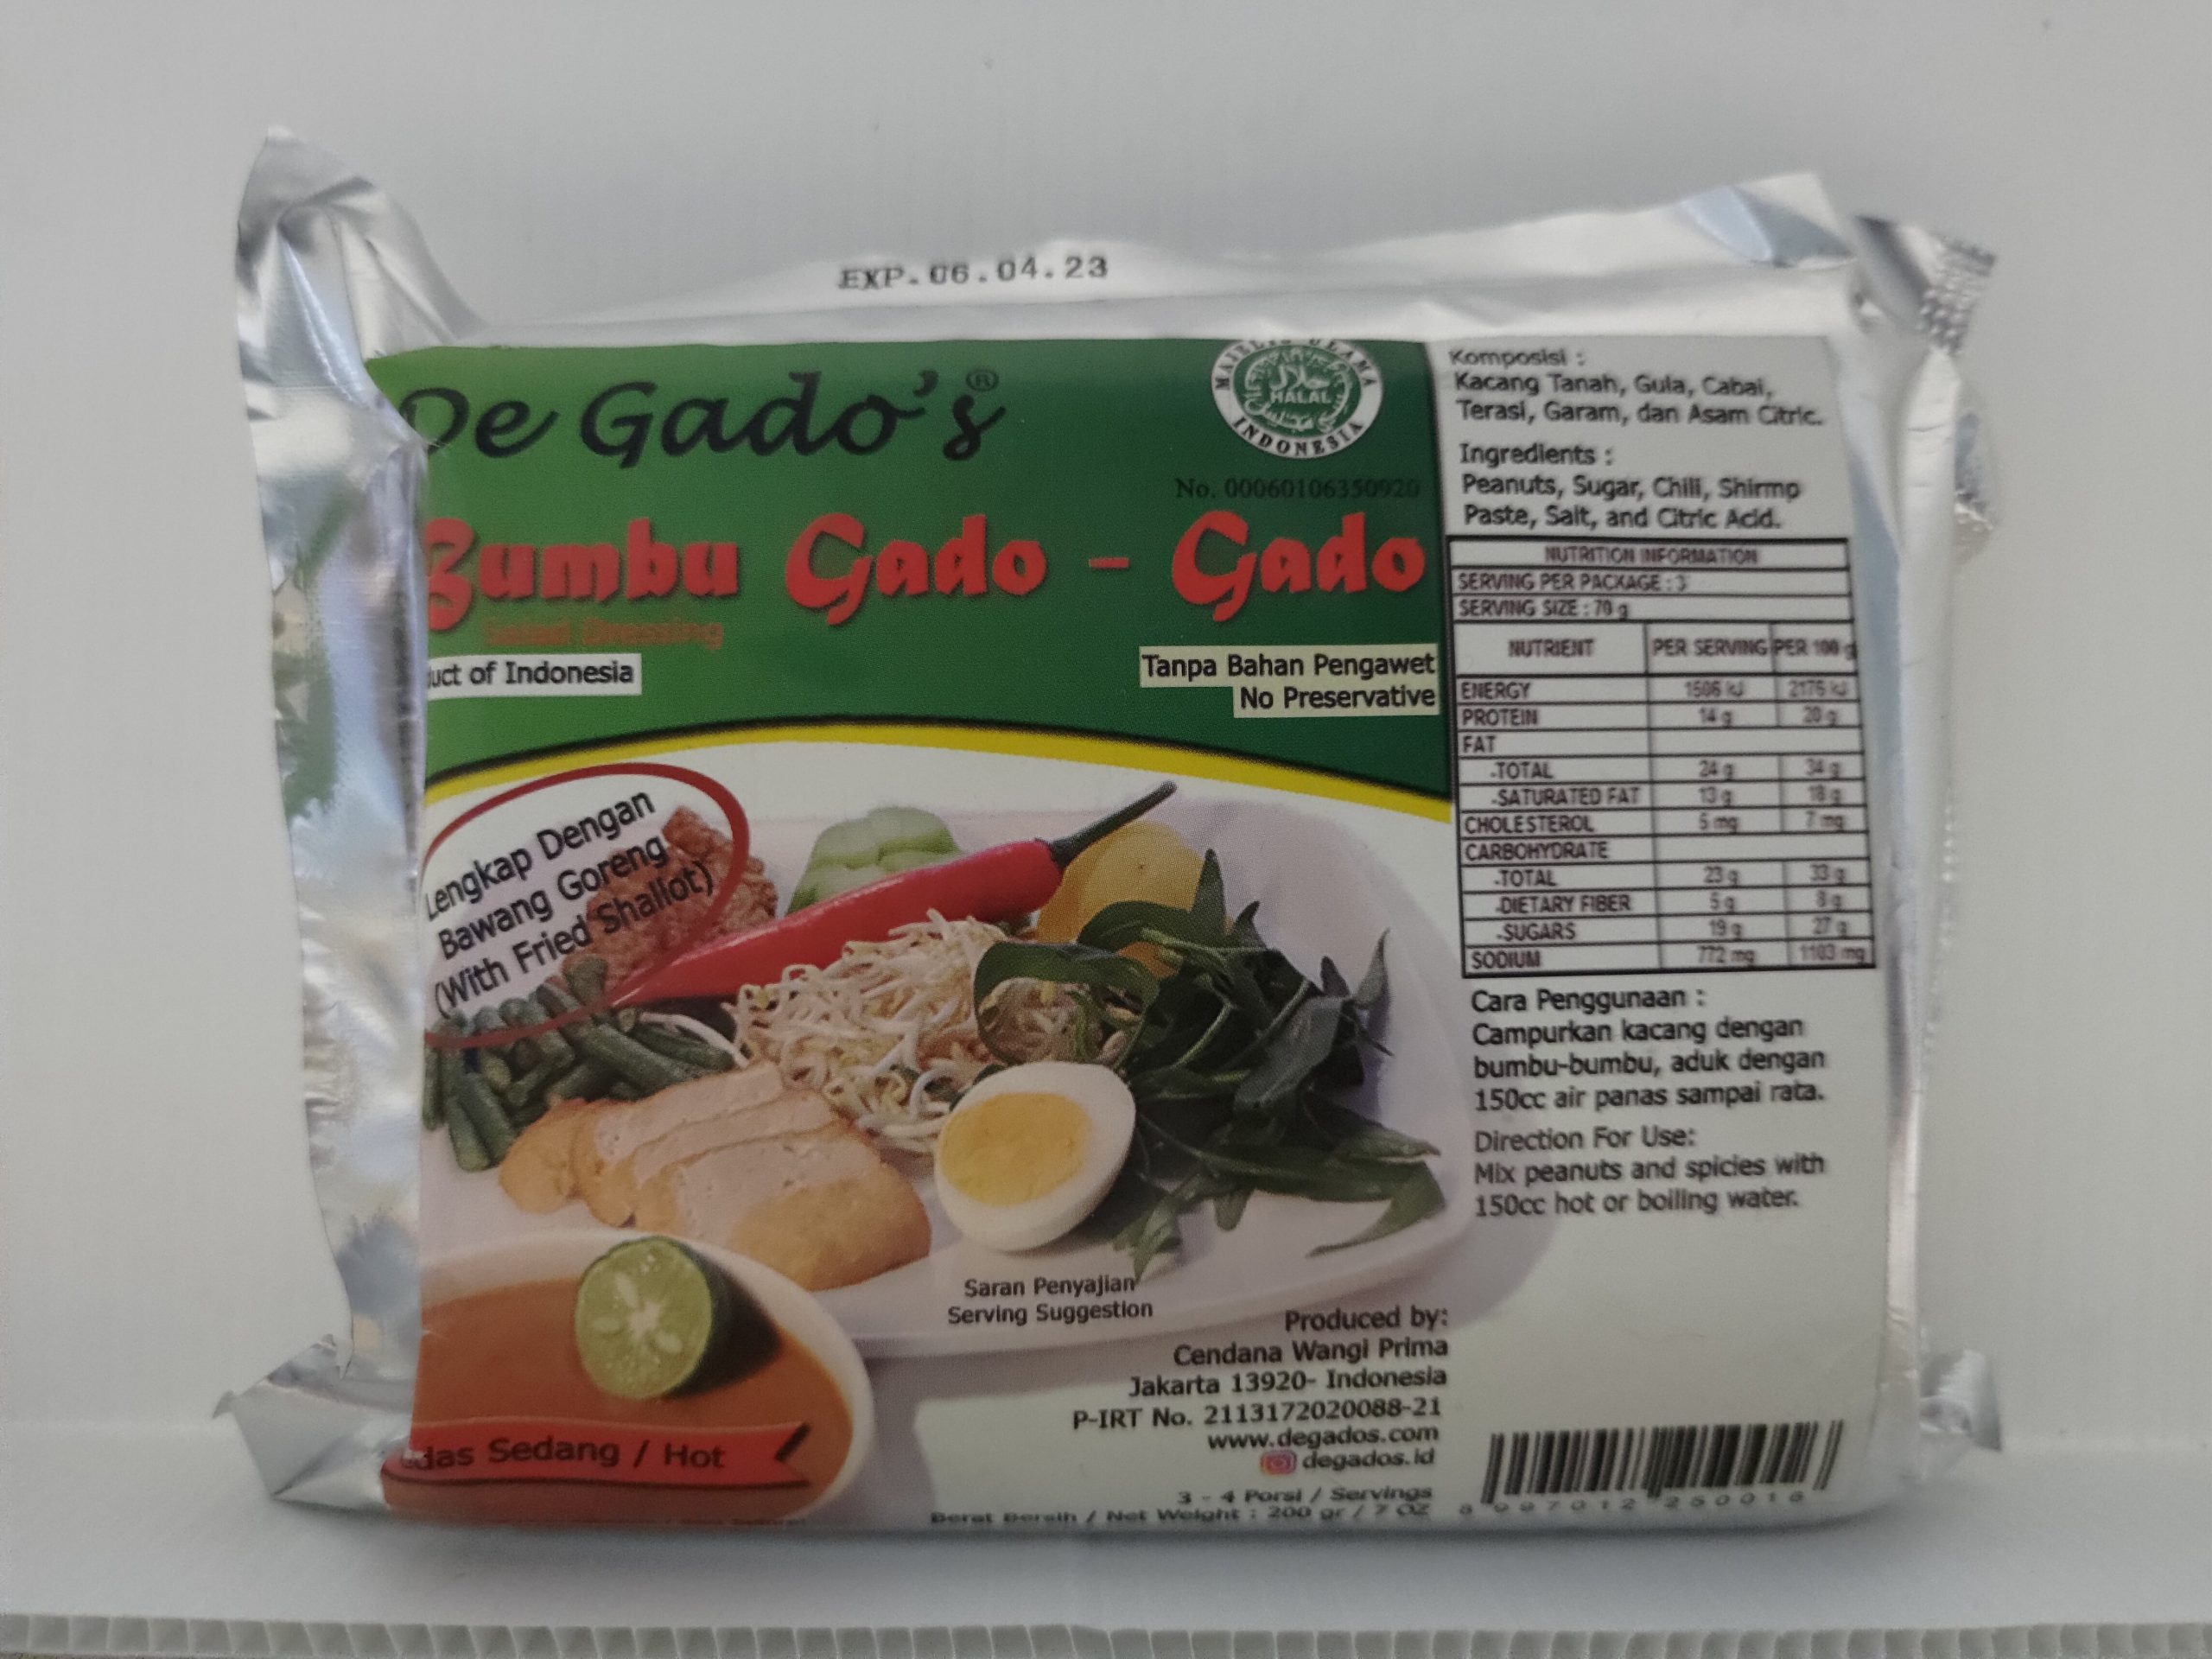 EXP. 06.04.23
De Gado's®
MAJELIS ULAMA
حلال
HALAL
INDONESIA
No. 00060106350920
Bumbu Gado - Gado
Salad Dressing
uct of Indonesia
Tanpa Bahan Pengawet
No Preservative
Lengkap Dengan
Bawang Goreng
(With Fried Shallot)
Saran Penyajian
Serving Suggestion
das Sedang / Hot
Produced by:
Cendana Wangi Prima
Jakarta 13920- Indonesia
P-IRT No. 2113172020088-21
www.degados.com
degados.id
3 - 4 Porsi / Servings
Berat Bersih / Net Weight : 200 gr / 7 OZ
Komposisi :
Kacang Tanah, Gula, Cabai,
Terasi, Garam, dan Asam Citric.
Ingredients :
Peanuts, Sugar, Chili, Shirmp
Paste, Salt, and Citric Acid.
NUTRITION INFORMATION
SERVING PER PACKAGE : 3
SERVING SIZE : 70 g
NUTRIENT PER SERVING PER 100 g
ENERGY 1506 kJ 2176 kJ
PROTEIN 14 g 20 g
FAT
-TOTAL 24 g 34 g
-SATURATED FAT 13 g 18 g
CHOLESTEROL 5 mg 7 mg
CARBOHYDRATE
-TOTAL 23 g 33 g
-DIETARY FIBER 5 g 8 g
-SUGARS 19 g 27 g
SODIUM 772 mg 1103 mg
Cara Penggunaan :
Campurkan kacang dengan
bumbu-bumbu, aduk dengan
150cc air panas sampai rata.
Direction For Use:
Mix peanuts and spicies with
150cc hot or boiling water.
8 997012 250016